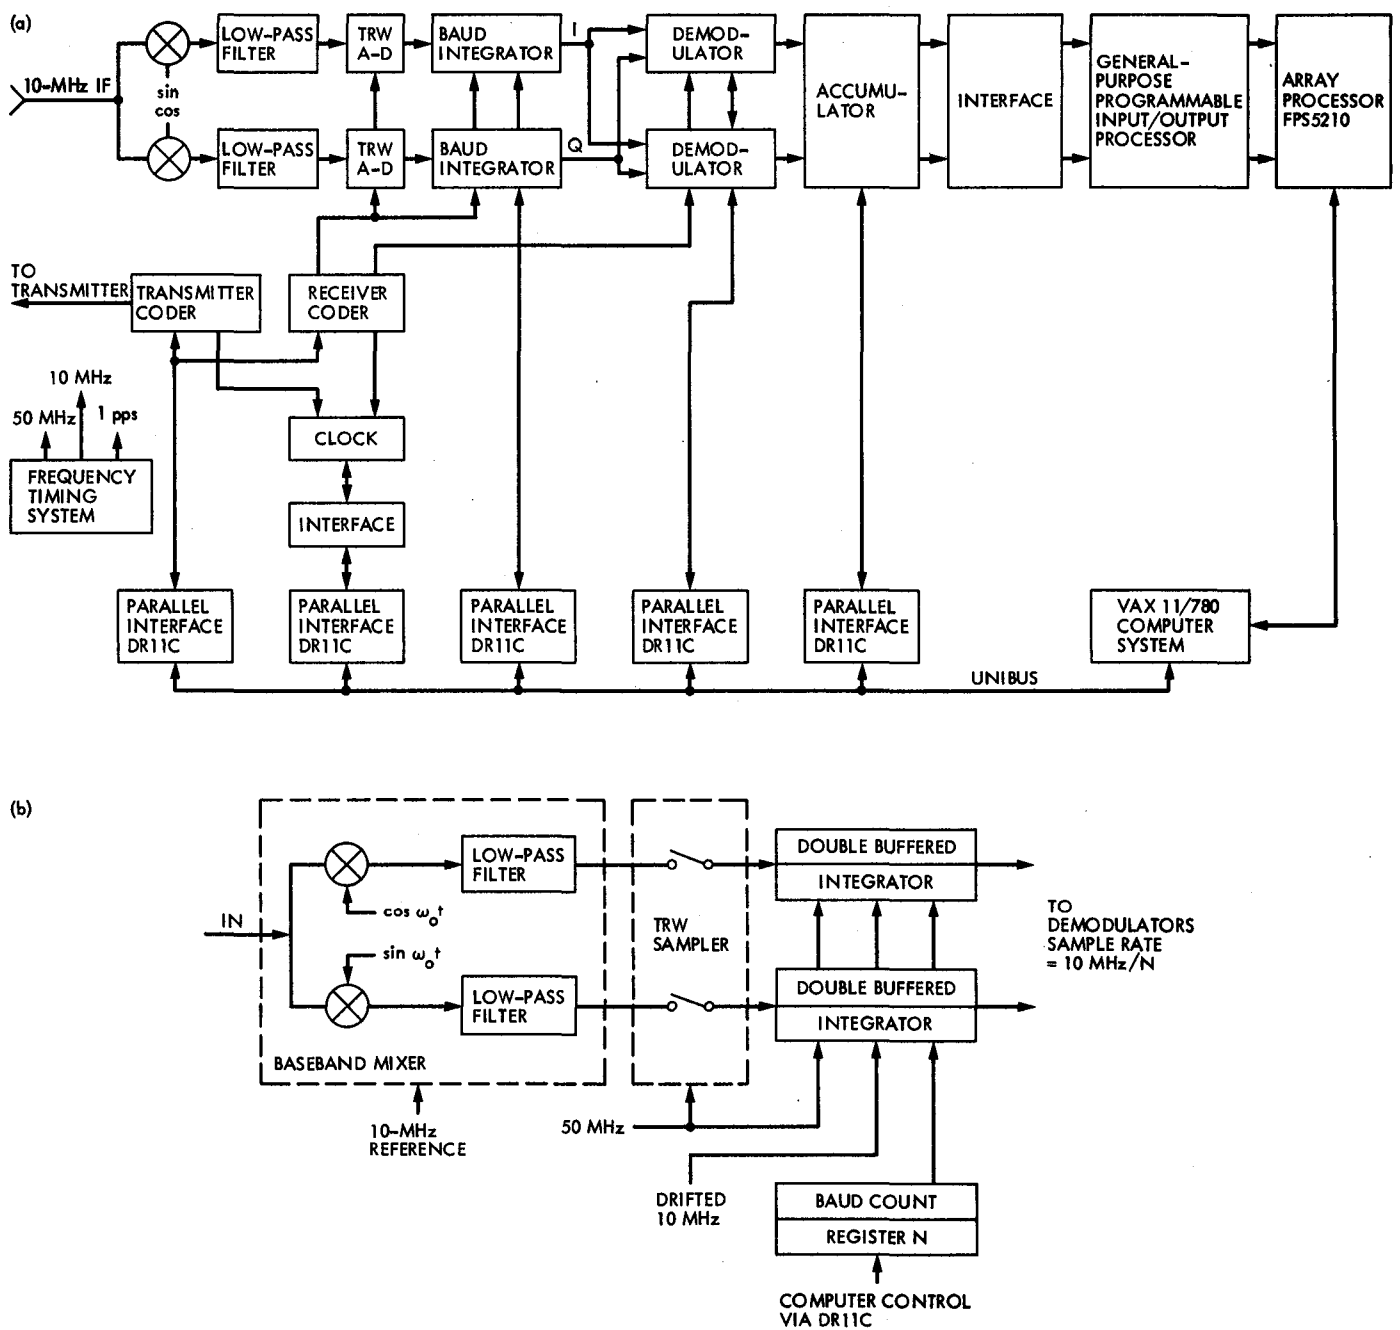 (a)
10-MHz IF
sin
cos
LOW-PASS
FILTER
LOW-PASS
FILTER
TRW
A-D
TRW
A-D
BAUD
INTEGRATOR
BAUD
INTEGRATOR
I
Q
DEMOD-
ULATOR
DEMOD-
ULATOR
ACCUMU-
LATOR
INTERFACE
GENERAL-
PURPOSE
PROGRAMMABLE
INPUT/OUTPUT
PROCESSOR
ARRAY
PROCESSOR
FPS5210
TO
TRANSMITTER
TRANSMITTER
CODER
RECEIVER
CODER
10 MHz
50 MHz
1 pps
FREQUENCY
TIMING
SYSTEM
CLOCK
INTERFACE
PARALLEL
INTERFACE
DR11C
PARALLEL
INTERFACE
DR11C
PARALLEL
INTERFACE
DR11C
PARALLEL
INTERFACE
DR11C
PARALLEL
INTERFACE
DR11C
VAX 11/780
COMPUTER
SYSTEM
UNIBUS
(b)
IN
cos ω₀t
sin ω₀t
LOW-PASS
FILTER
LOW-PASS
FILTER
BASEBAND MIXER
10-MHz
REFERENCE
TRW
SAMPLER
50 MHz
DRIFTED
10 MHz
DOUBLE BUFFERED
INTEGRATOR
DOUBLE BUFFERED
INTEGRATOR
TO
DEMODULATORS
SAMPLE RATE
= 10 MHz/N
BAUD COUNT
REGISTER N
COMPUTER CONTROL
VIA DR11C